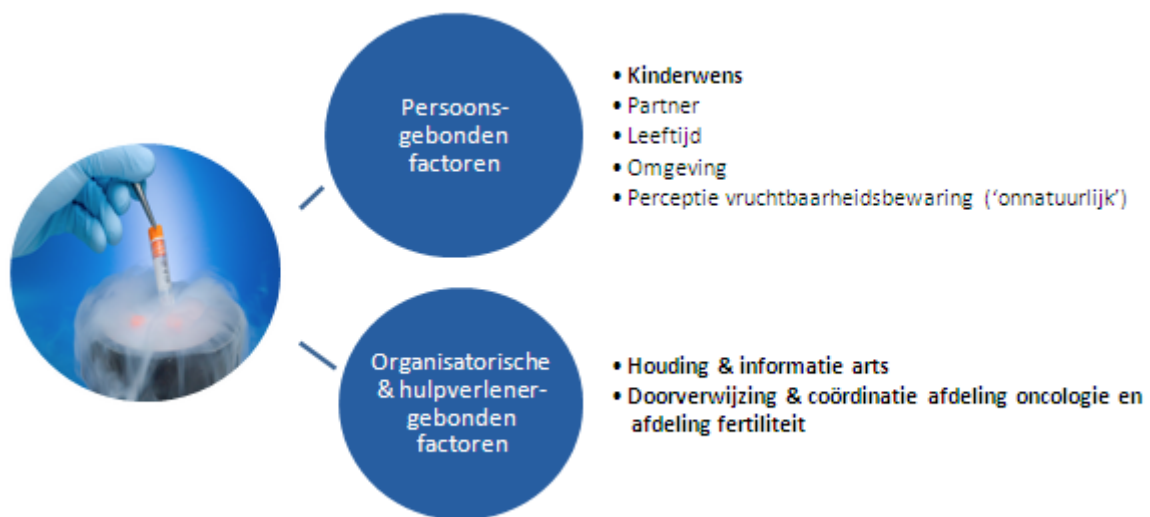 Persoons-
gebonden
factoren
• Kinderwens
• Partner
• Leeftijd
• Omgeving
• Perceptie vruchtbaarheidsbewaring (‘onnatuurlijk’)
Organisatorische
& hulpverlener-
gebonden
factoren
• Houding & informatie arts
• Doorverwijzing & coördinatie afdeling oncologie en
afdeling fertiliteit